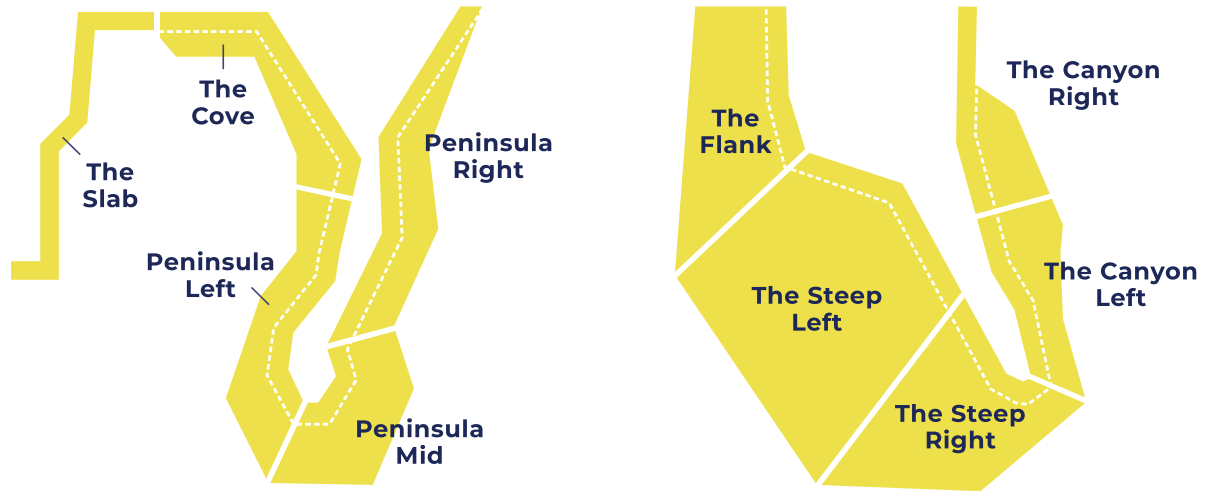 The
Cove
The
Slab
Peninsula
Right
Peninsula
Left
Peninsula
Mid
The
Flank
The Canyon
Right
The Steep
Left
The Canyon
Left
The Steep
Right